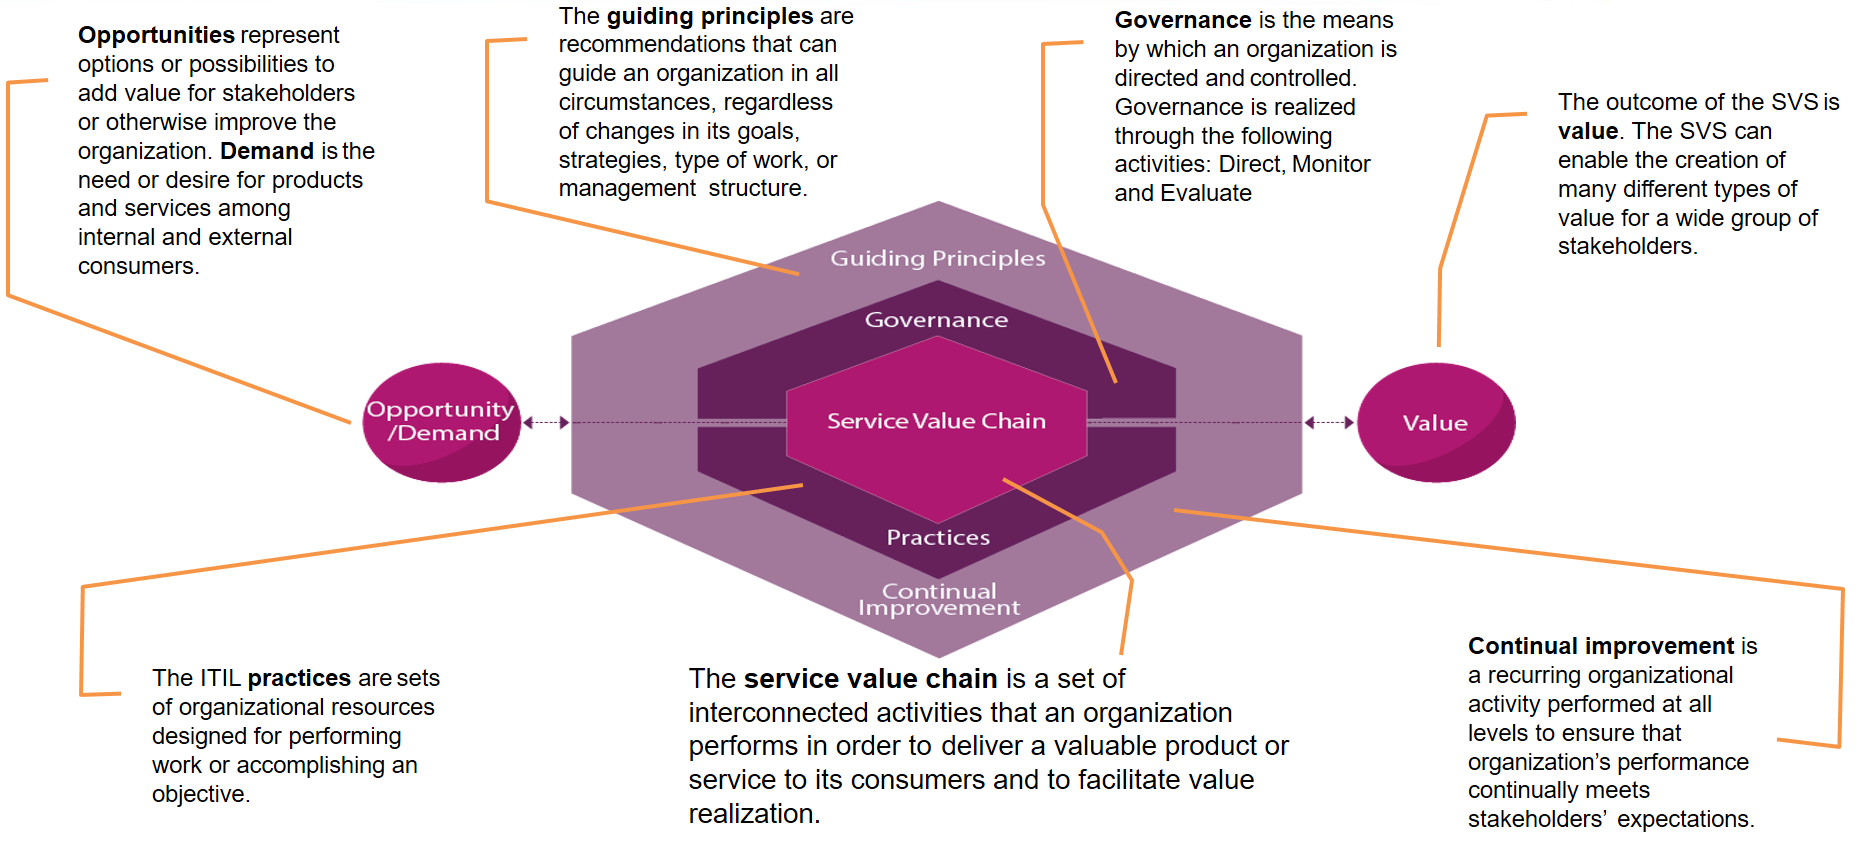 Opportunities represent
options or possibilities to
add value for stakeholders
or otherwise improve the
organization. Demand is the
need or desire for products
and services among
internal and external
consumers.
The guiding principles are
recommendations that can
guide an organization in all
circumstances, regardless
of changes in its goals,
strategies, type of work, or
management structure.
Governance is the means
by which an organization is
directed and controlled.
Governance is realized
through the following
activities: Direct, Monitor
and Evaluate
The outcome of the SVS is
value. The SVS can
enable the creation of
many different types of
value for a wide group of
stakeholders.
Guiding Principles
Governance
Opportunity
/Demand
Service Value Chain
Value
Practices
Continual
Improvement
The ITIL practices are sets
of organizational resources
designed for performing
work or accomplishing an
objective.
The service value chain is a set of
interconnected activities that an organization
performs in order to deliver a valuable product or
service to its consumers and to facilitate value
realization.
Continual improvement is
a recurring organizational
activity performed at all
levels to ensure that
organization’s performance
continually meets
stakeholders’ expectations.